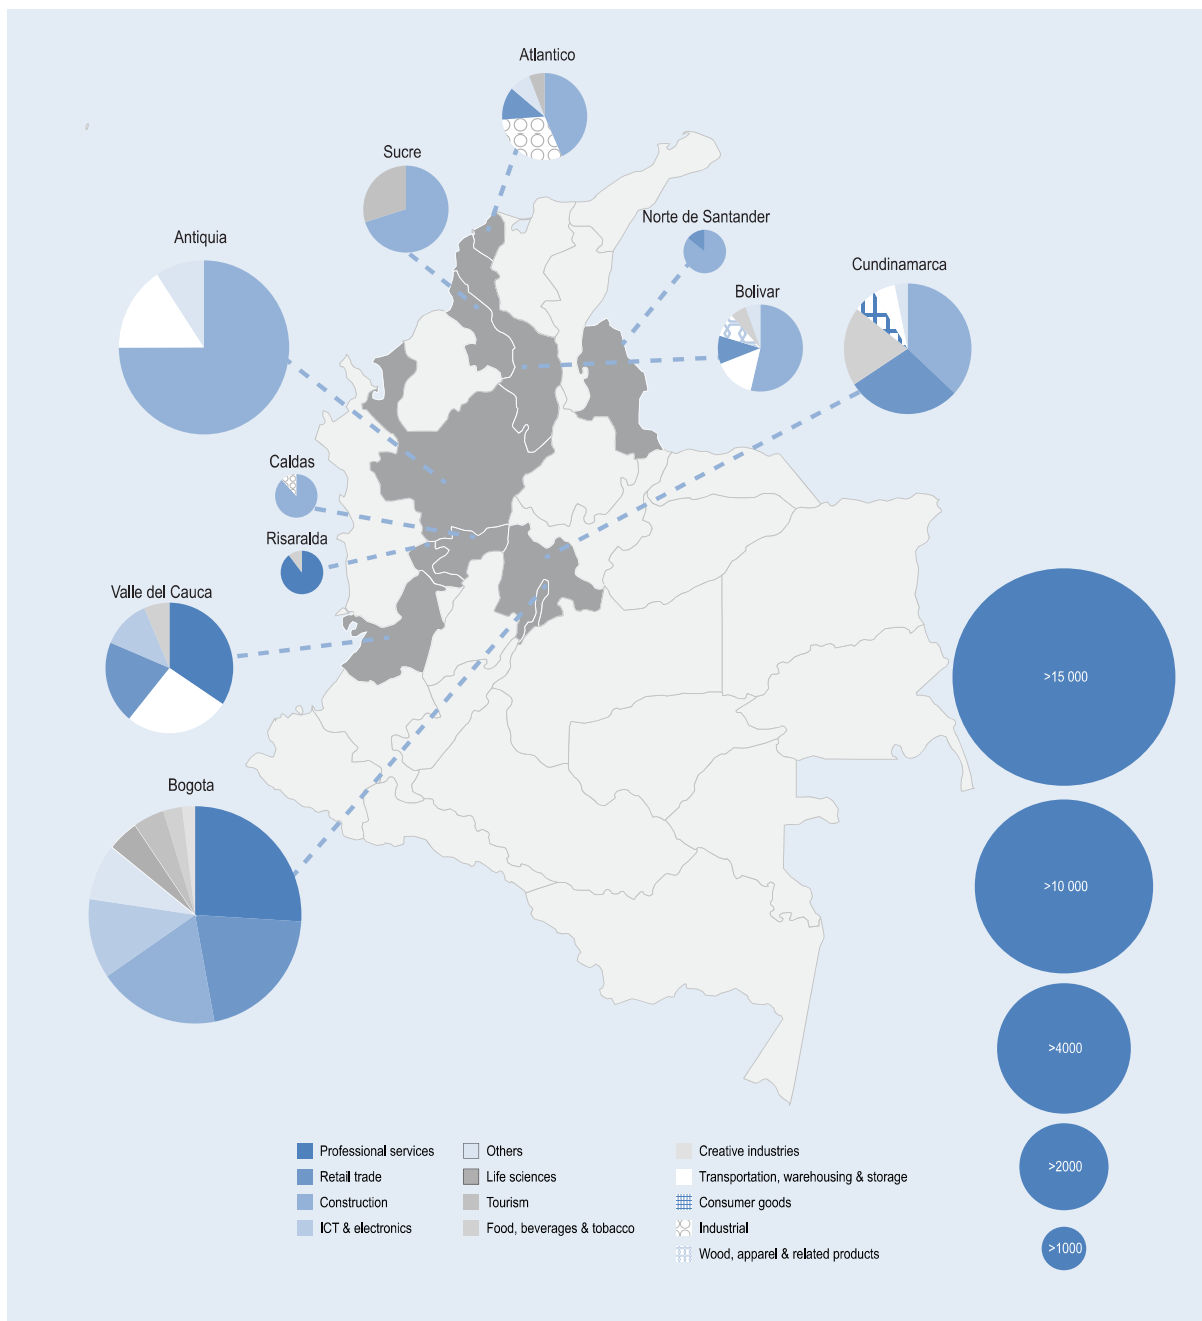 Atlantico
Sucre
Norte de Santander
Antiquia
Cundinamarca
Bolivar
Caldas
Risaralda
Valle del Cauca
Bogota
>15 000
>10 000
>4000
>2000
>1000
Professional services
Retail trade
Construction
ICT & electronics
Others
Life sciences
Tourism
Food, beverages & tobacco
Creative industries
Transportation, warehousing & storage
Consumer goods
Industrial
Wood, apparel & related products